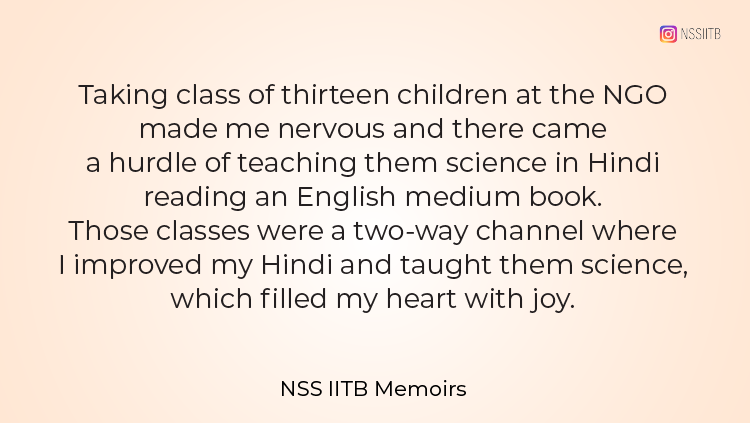 NSSIITB
Taking class of thirteen children at the NGO
made me nervous and there came
a hurdle of teaching them science in Hindi
reading an English medium book.
Those classes were a two-way channel where
I improved my Hindi and taught them science,
which filled my heart with joy.
NSS IITB Memoirs